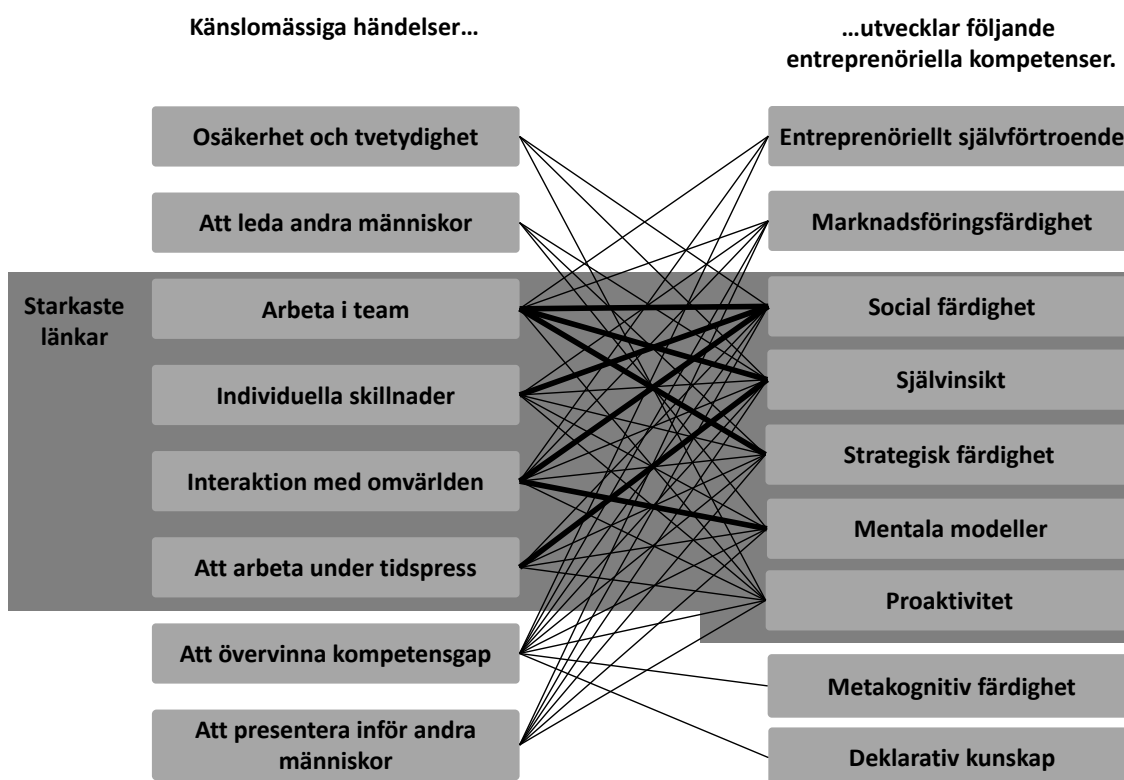 Känslomässiga händelser…
…utvecklar följande
entreprenöriella kompetenser.
Osäkerhet och tvetydighet
Att leda andra människor
Starkaste
länkar
Arbeta i team
Individuella skillnader
Interaktion med omvärlden
Att arbeta under tidspress
Att övervinna kompetensgap
Att presentera inför andra
människor
Entreprenöriellt självförtroende
Marknadsföringsfärdighet
Social färdighet
Självinsikt
Strategisk färdighet
Mentala modeller
Proaktivitet
Metakognitiv färdighet
Deklarativ kunskap